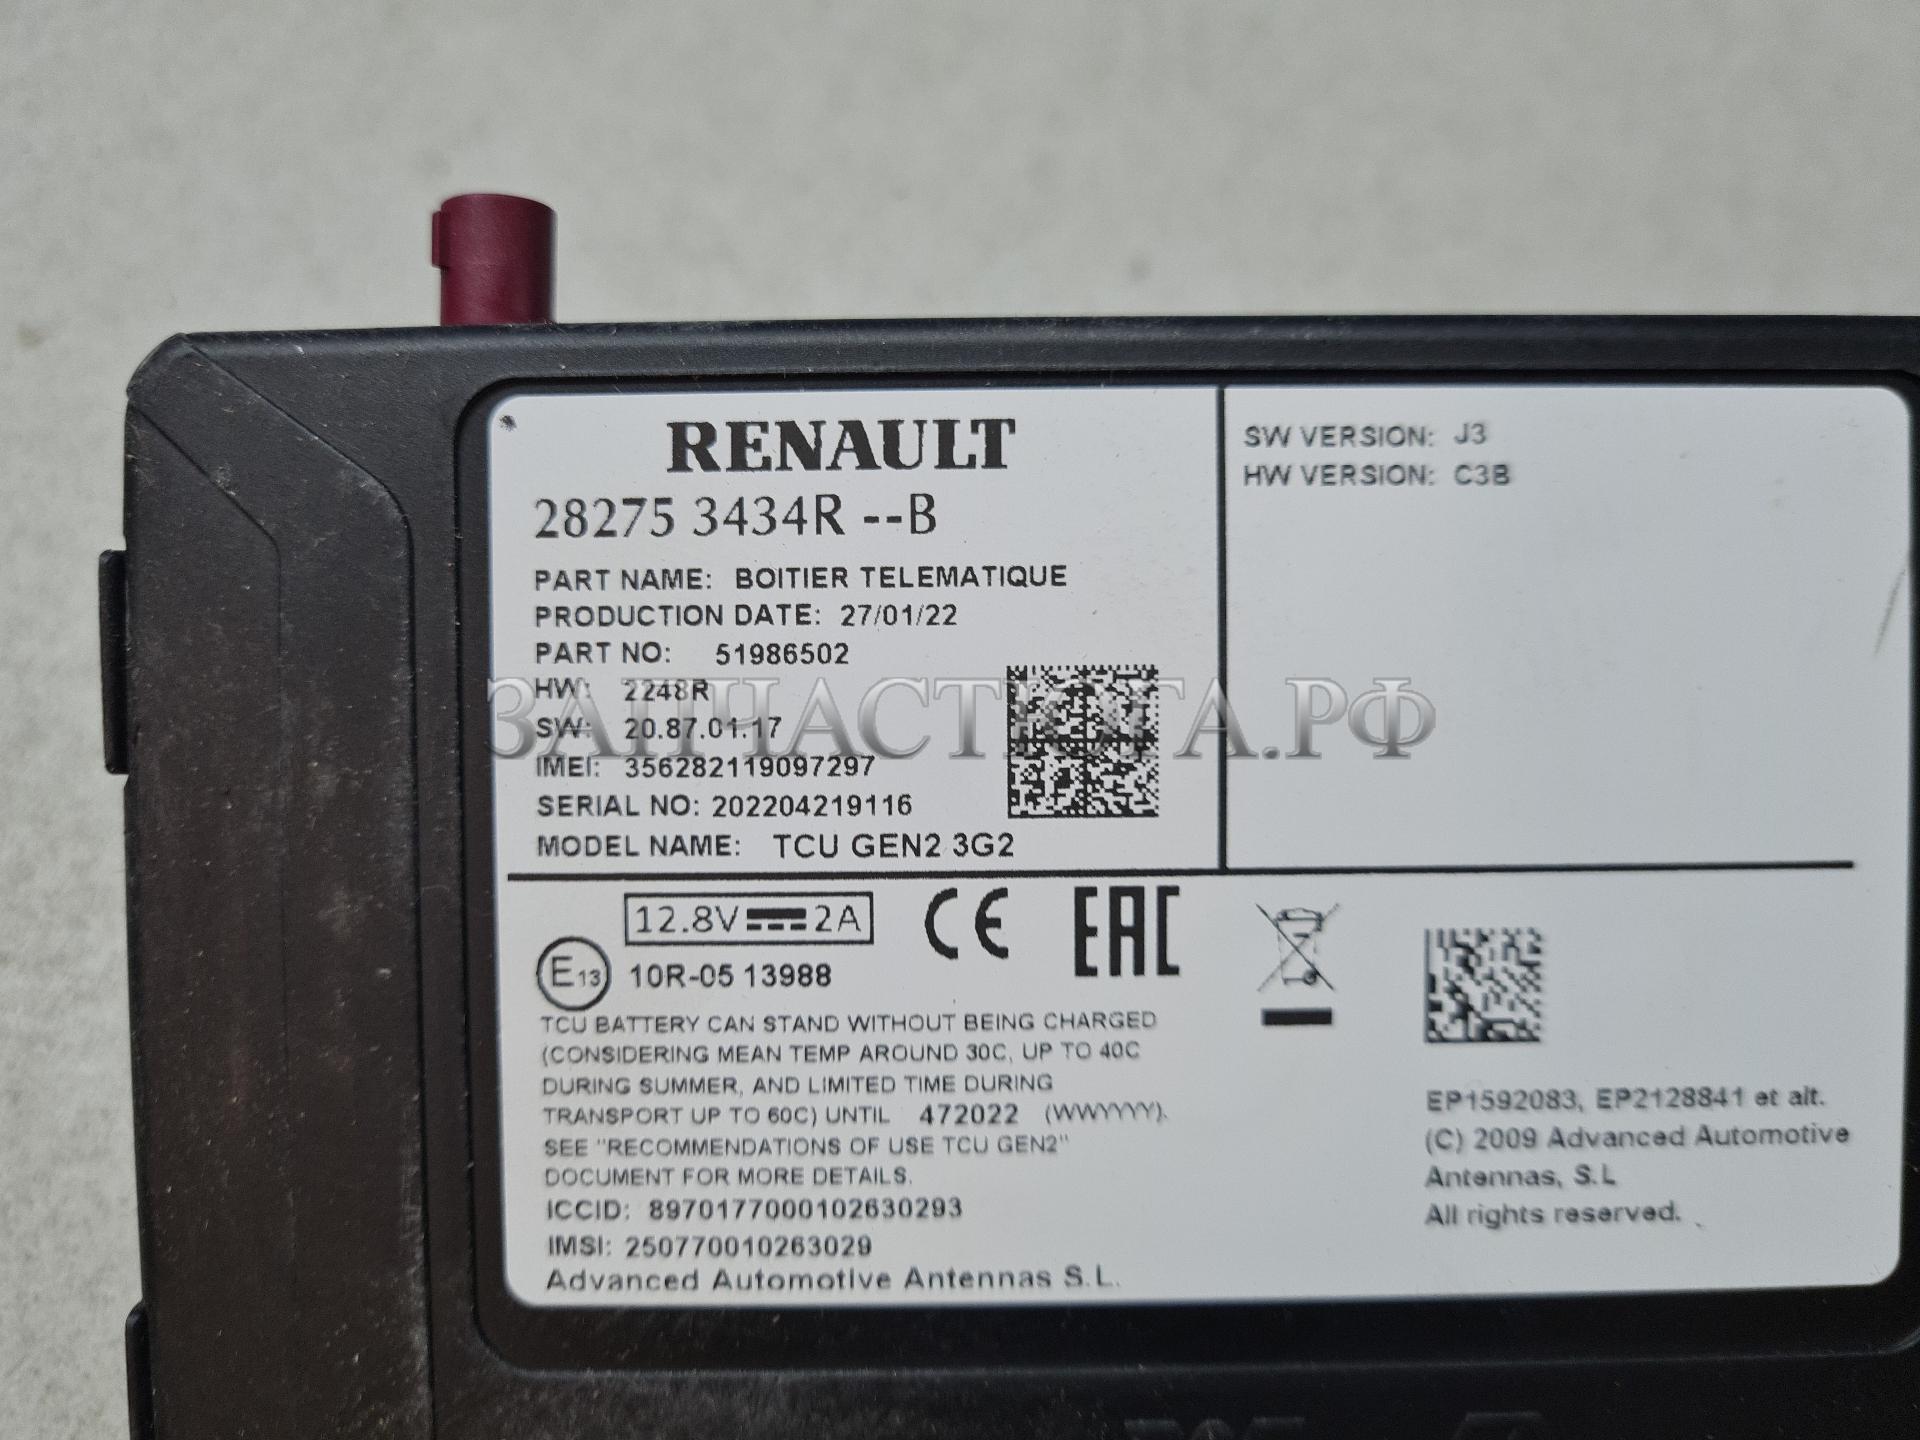 RENAULT
28275 3434R --B
PART NAME: BOITIER TELEMATIQUE
PRODUCTION DATE: 27/01/22
PART NO: 51986502
HW: 2248R
SW: 20.87.01.17
IMEI: 356282119097297
SERIAL NO: 202204219116
MODEL NAME: TCU GEN2 3G2
SW VERSION: J3
HW VERSION: C3B
ЗАПЧАСТЮГА.РФ
12.8V 2A
CE EAC
E13 10R-05 13988
TCU BATTERY CAN STAND WITHOUT BEING CHARGED
(CONSIDERING MEAN TEMP AROUND 30C, UP TO 40C
DURING SUMMER, AND LIMITED TIME DURING
TRANSPORT UP TO 60C) UNTIL 472022 (WWYYYY).
SEE "RECOMMENDATIONS OF USE TCU GEN2"
DOCUMENT FOR MORE DETAILS.
ICCID: 8970177000102630293
IMSI: 250770010263029
Advanced Automotive Antennas S.L.
EP1592083, EP2128841 et alt.
(C) 2009 Advanced Automotive
Antennas, S.L
All rights reserved.